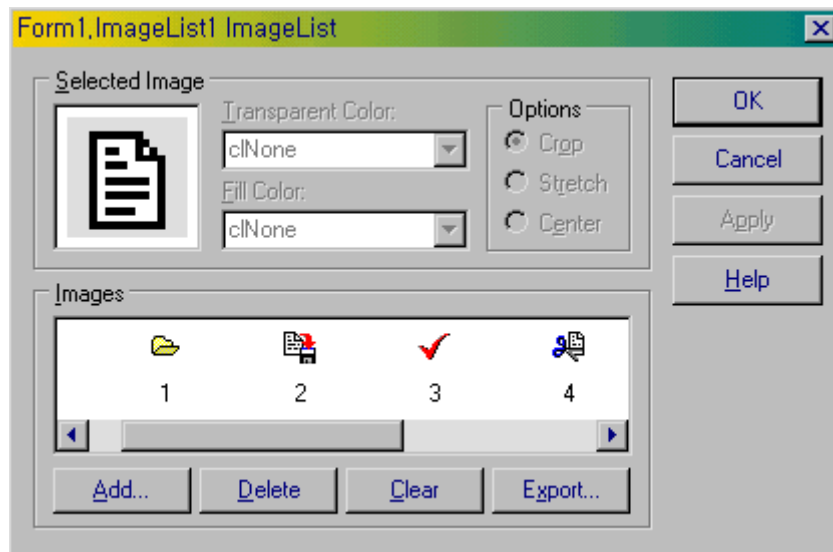 Form1,ImageList1 ImageList
Selected Image
Transparent Color:
clNone
Fill Color:
clNone
Options
Crop
Stretch
Center
OK
Cancel
Apply
Help
Images
1 2 3 4
Add... Delete Clear Export...